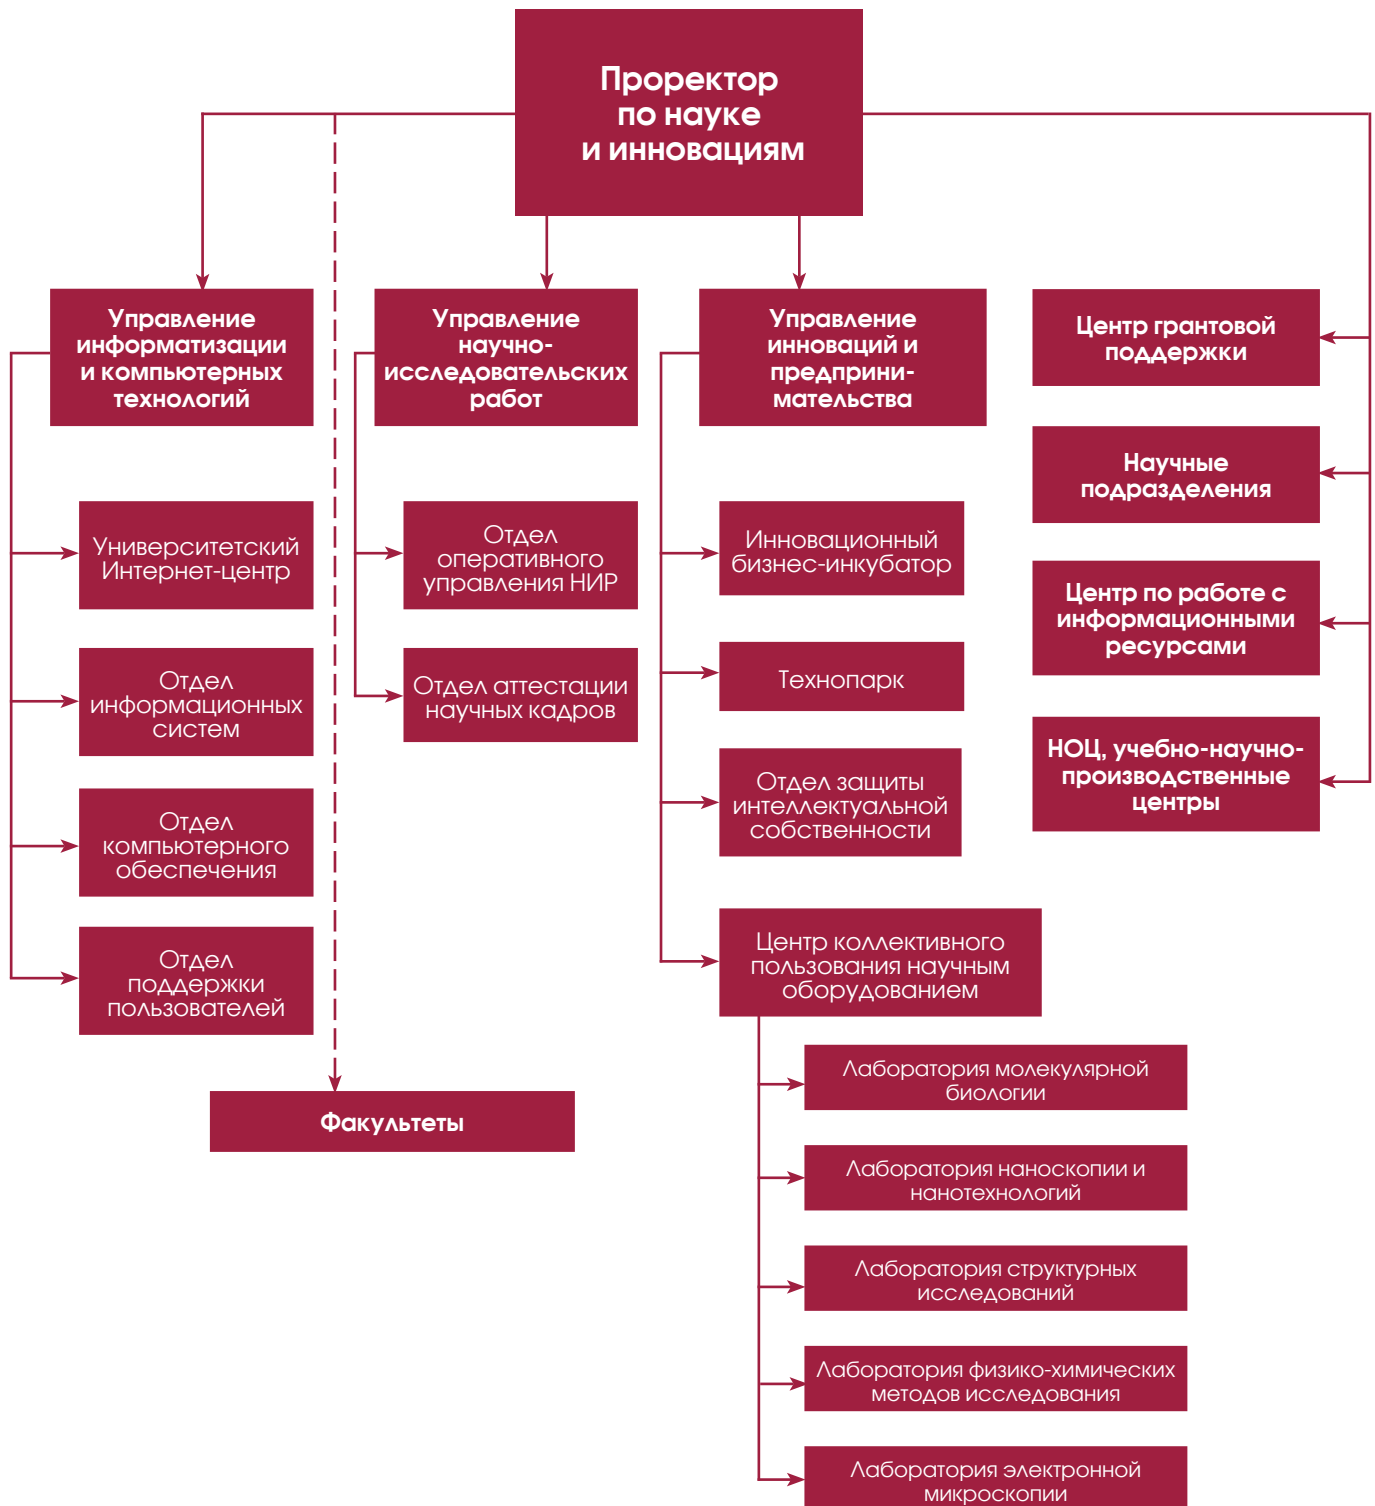 Проректор
по науке
и инновациям
Управление
информатизации
и компьютерных
технологий
Университетский
Интернет-центр
Отдел
информационных
систем
Отдел
компьютерного
обеспечения
Отдел
поддержки
пользователей
Факультеты
Управление
научно-
исследовательских
работ
Отдел
оперативного
управления НИР
Отдел аттестации
научных кадров
Управление
инноваций и
предприни-
мательства
Инновационный
бизнес-инкубатор
Технопарк
Отдел защиты
интеллектуальной
собственности
Центр коллективного
пользования научным
оборудованием
Лаборатория молекулярной
биологии
Лаборатория наноскопии и
нанотехнологий
Лаборатория структурных
исследований
Лаборатория физико-химических
методов исследования
Лаборатория электронной
микроскопии
Центр грантовой
поддержки
Научные
подразделения
Центр по работе с
информационными
ресурсами
НОЦ, учебно-научно-
производственные
центры